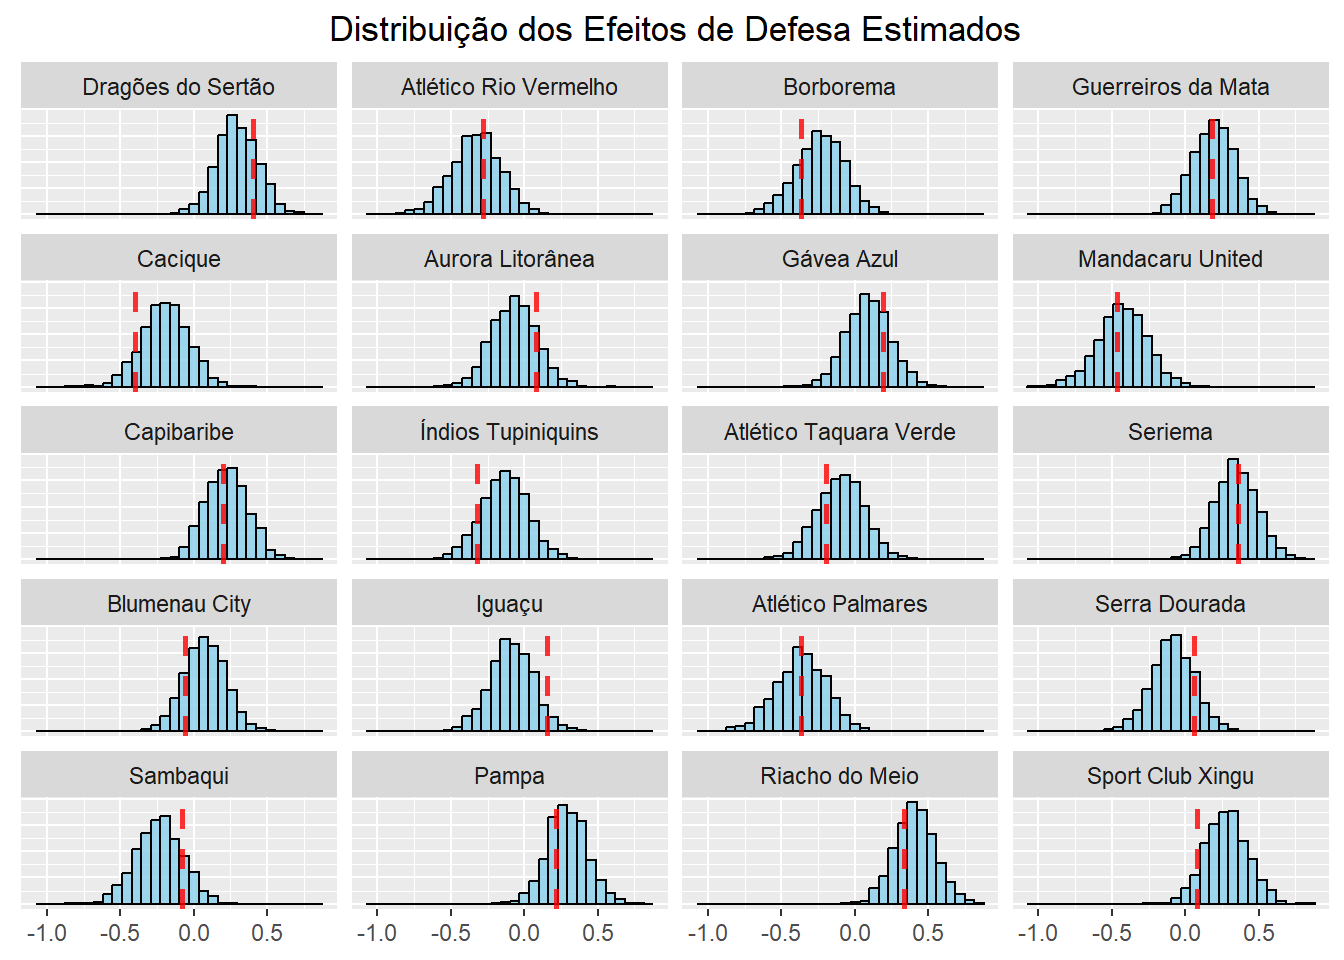 Distribuição dos Efeitos de Defesa Estimados
Dragões do Sertão
Atlético Rio Vermelho
Borborema
Guerreiros da Mata
Cacique
Aurora Litorânea
Gávea Azul
Mandacaru United
Capibaribe
Índios Tupiniquins
Atlético Taquara Verde
Seriema
Blumenau City
Iguaçu
Atlético Palmares
Serra Dourada
Sambaqui
Pampa
Riacho do Meio
Sport Club Xingu
-1.0 -0.5 0.0 0.5
-1.0 -0.5 0.0 0.5
-1.0 -0.5 0.0 0.5
-1.0 -0.5 0.0 0.5